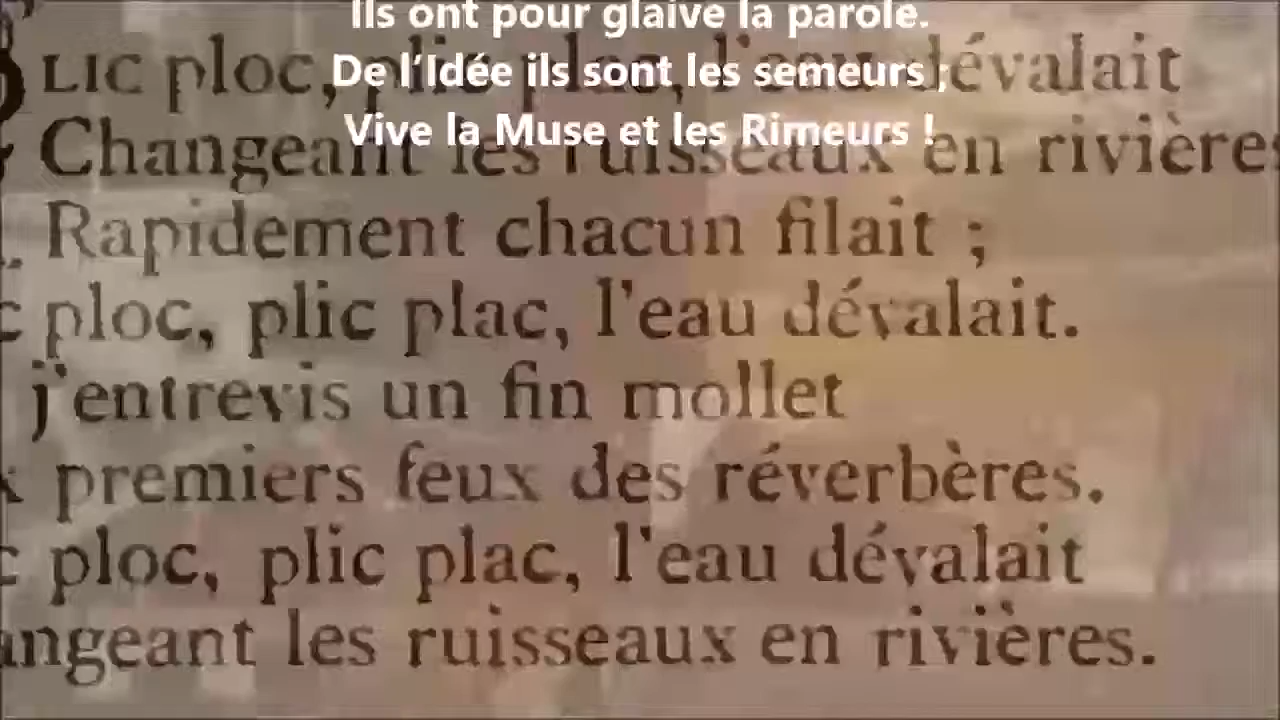 Ils ont pour glaive la parole.
De l’Idée ils sont les semeurs ;
Vive la Muse et les Rimeurs !
PLIC ploc, plic plac, l'eau dévalait
Changeant les ruisseaux en rivières
Rapidement chacun filait ;
c ploc, plic plac, l'eau dévalait.
j'entrevis un fin mollet
x premiers feux des réverbères.
c ploc, plic plac, l'eau dévalait
angeant les ruisseaux en rivières.